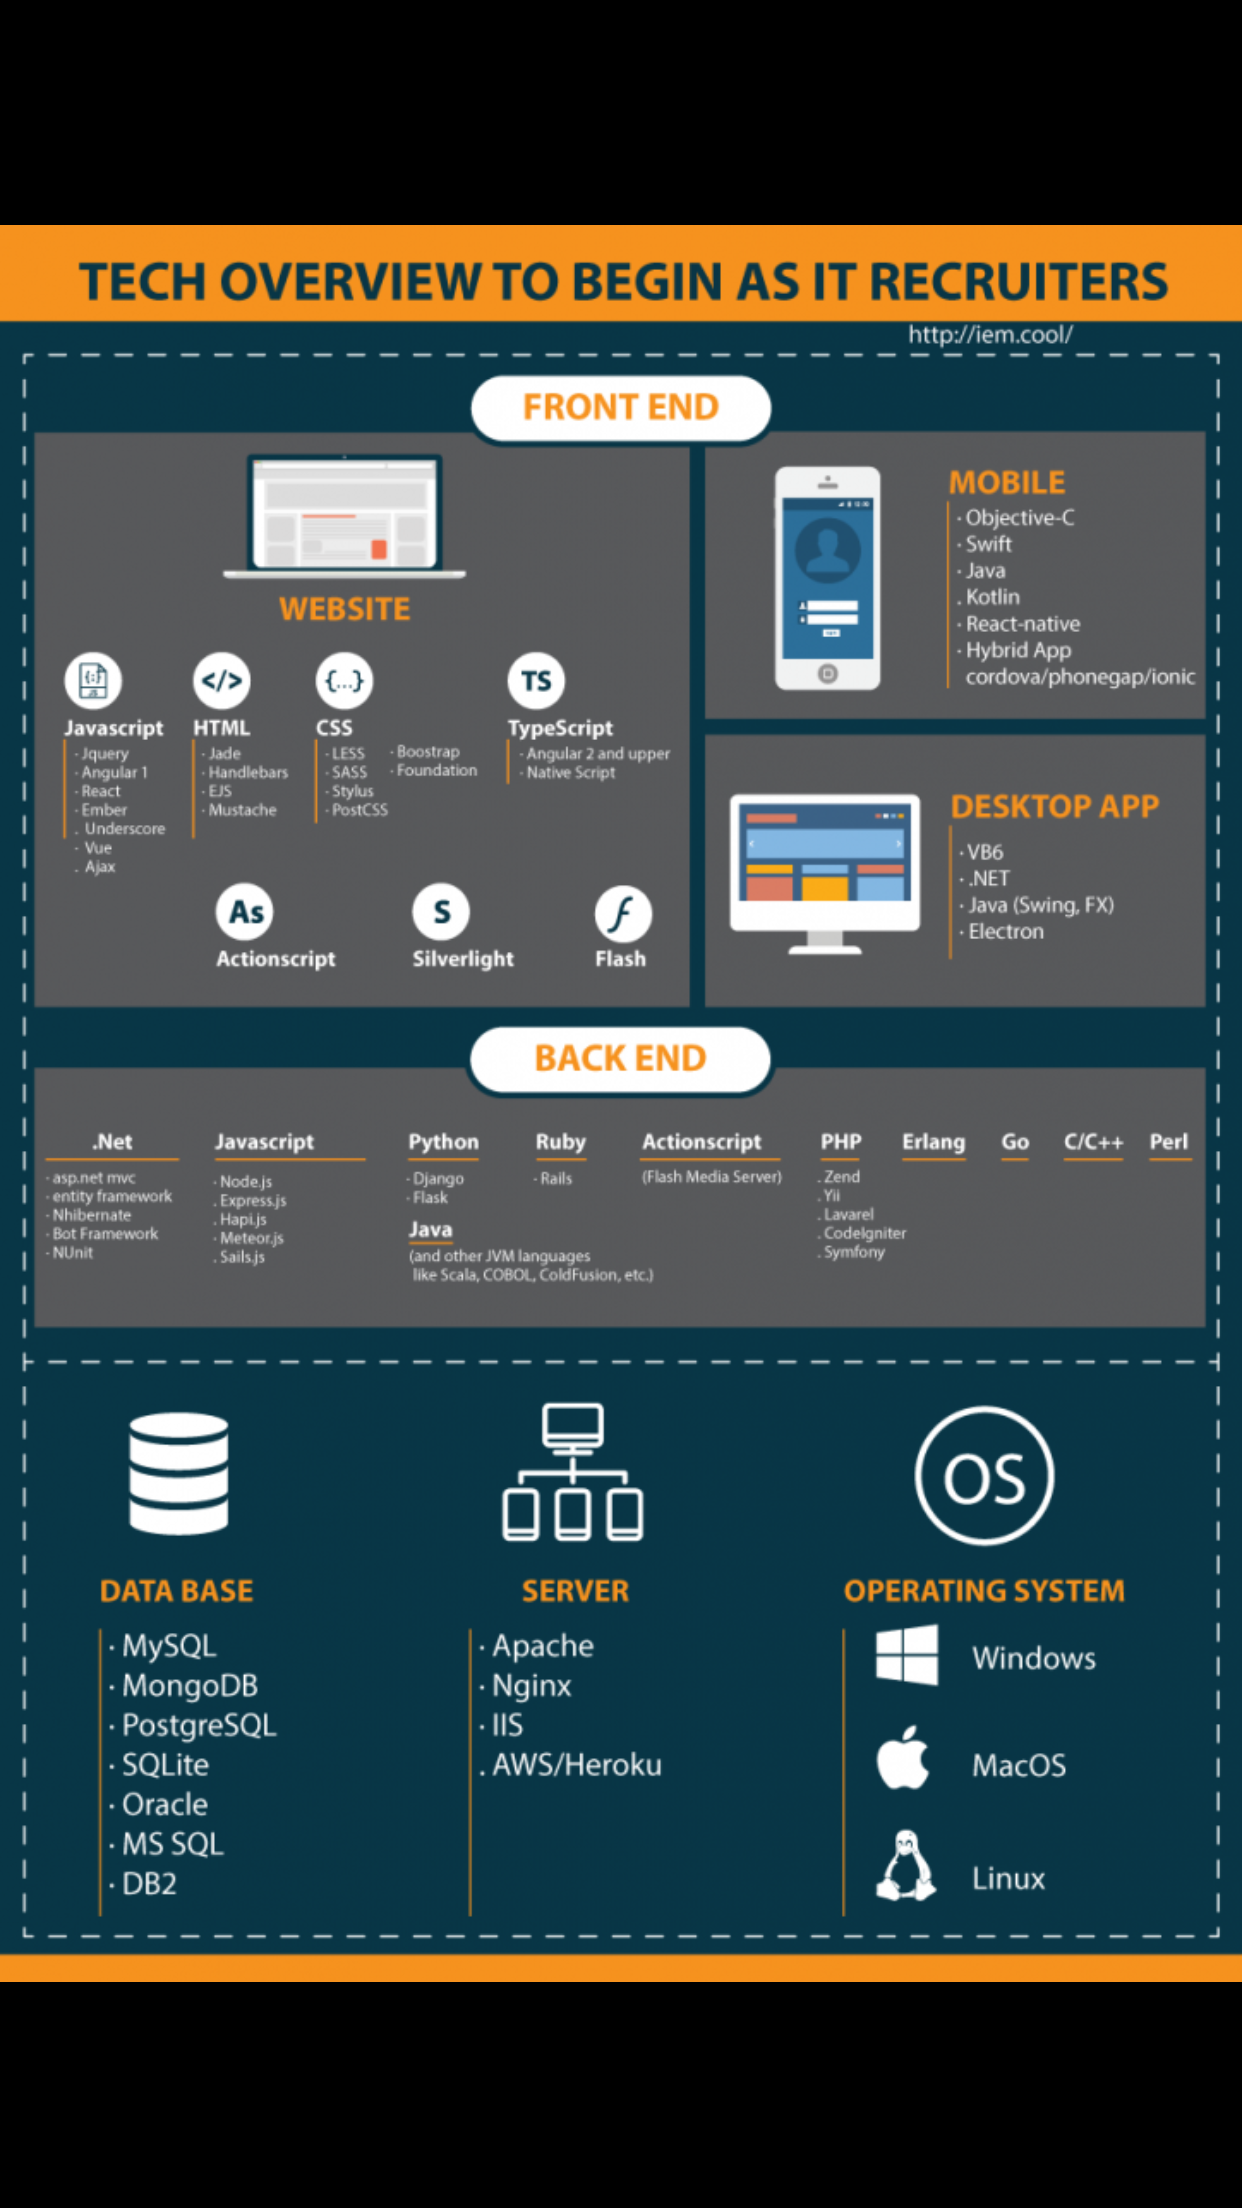 TECH OVERVIEW TO BEGIN AS IT RECRUITERS
http://iem.cool/
FRONT END
WEBSITE
{:}
JS
Javascript
· Jquery
· Angular 1
· React
· Ember
. Underscore
· Vue
. Ajax
</>
HTML
· Jade
· Handlebars
· EJS
· Mustache
{...}
CSS
· LESS
· SASS
· Stylus
· PostCSS
· Boostrap
· Foundation
TS
TypeScript
· Angular 2 and upper
· Native Script
As
Actionscript
S
Silverlight
f
Flash
MOBILE
· Objective-C
· Swift
· Java
. Kotlin
· React-native
· Hybrid App
cordova/phonegap/ionic
DESKTOP APP
· VB6
· .NET
· Java (Swing, FX)
· Electron
BACK END
.Net
· asp.net mvc
· entity framework
· Nhibernate
· Bot Framework
· NUnit
Javascript
· Node.js
. Express.js
. Hapi.js
· Meteor.js
. Sails.js
Python
· Django
· Flask
Java
(and other JVM languages
like Scala, COBOL, ColdFusion, etc.)
Ruby
· Rails
Actionscript
(Flash Media Server)
PHP
. Zend
. Yii
. Lavarel
. CodeIgniter
. Symfony
Erlang
Go
C/C++
Perl
DATA BASE
· MySQL
· MongoDB
· PostgreSQL
· SQLite
· Oracle
· MS SQL
· DB2
SERVER
· Apache
· Nginx
· IIS
. AWS/Heroku
OS
OPERATING SYSTEM
Windows
MacOS
Linux